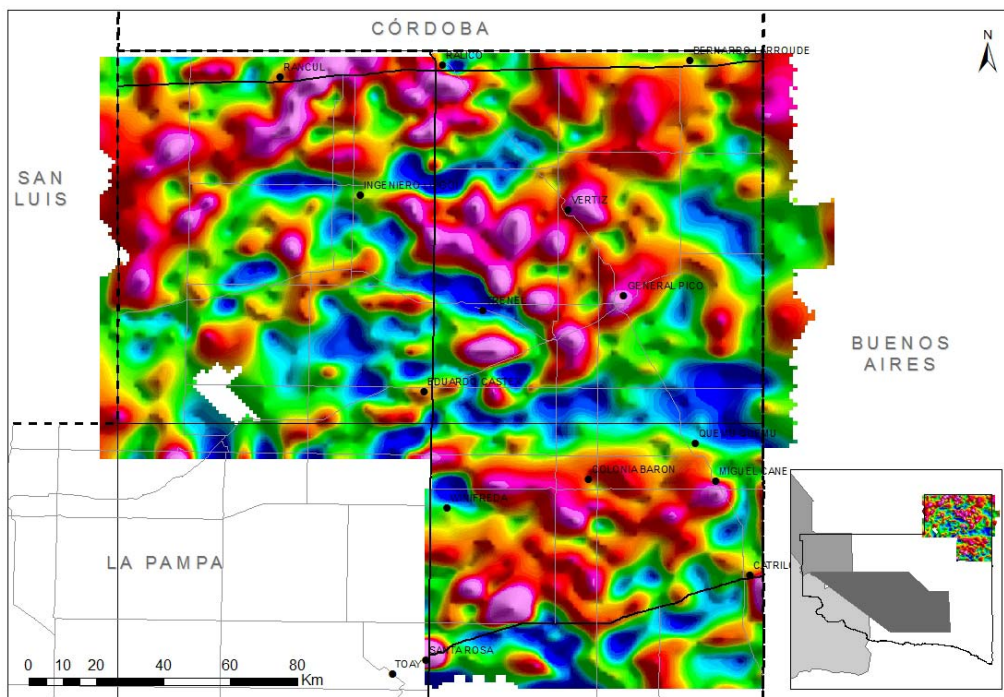 CÓRDOBA
BERNARDO LARROUDE
N
RALICO
RANCUL
SAN
LUIS
INGENIERO
VERTIZ
GENERAL PICO
BUENOS
AIRES
EDUARDO CAST
COLONIA BARON
MIGUEL CANE
LA PAMPA
CATRILO
SANTA ROSA
TOAY
0 10 20 40 60 80
Km